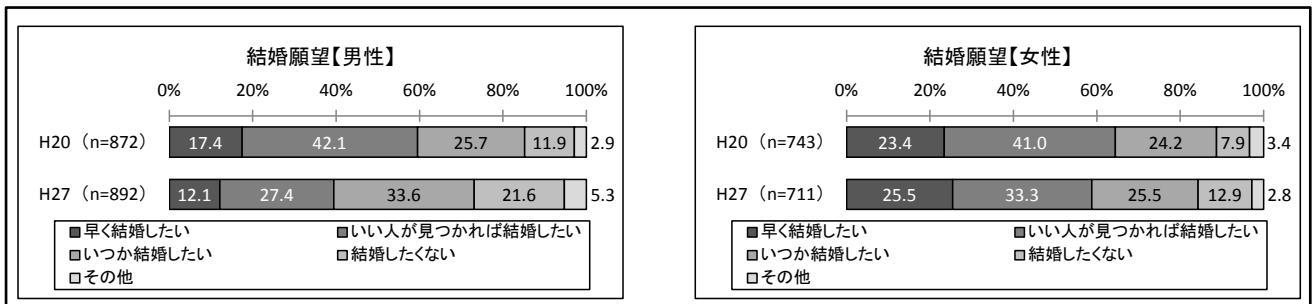 結婚願望【男性】
0% 20% 40% 60% 80% 100%
H20 (n=872) 17.4 42.1 25.7 11.9 2.9
H27 (n=892) 12.1 27.4 33.6 21.6 5.3
■早く結婚したい ■いい人が見つかれば結婚したい
■いつか結婚したい □結婚したくない
□その他
結婚願望【女性】
0% 20% 40% 60% 80% 100%
H20 (n=743) 23.4 41.0 24.2 7.9 3.4
H27 (n=711) 25.5 33.3 25.5 12.9 2.8
■早く結婚したい ■いい人が見つかれば結婚したい
■いつか結婚したい □結婚したくない
□その他